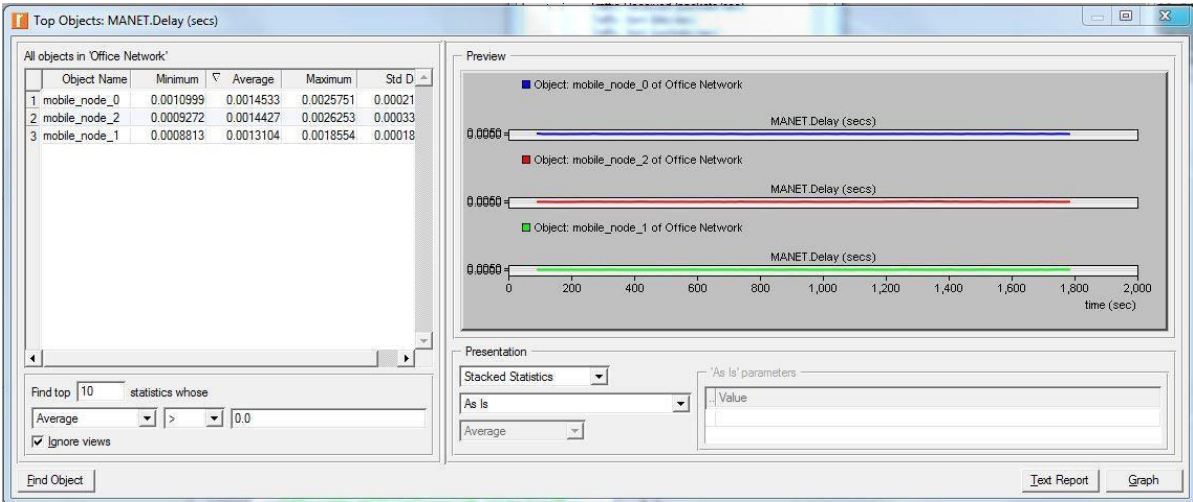 Top Objects: MANET.Delay (secs)
All objects in 'Office Network'
Object Name Minimum Average Maximum Std D
1 mobile_node_0 0.0010999 0.0014533 0.0025751 0.00021
2 mobile_node_2 0.0009272 0.0014427 0.0026253 0.00033
3 mobile_node_1 0.0008813 0.0013104 0.0018554 0.00018
Find top 10 statistics whose
Average > 0.0
Ignore views
Find Object
Preview
Object: mobile_node_0 of Office Network
MANET.Delay (secs)
Object: mobile_node_2 of Office Network
MANET.Delay (secs)
Object: mobile_node_1 of Office Network
MANET.Delay (secs)
0 200 400 600 800 1,000 1,200 1,400 1,600 1,800 2,000
time (sec)
Presentation
Stacked Statistics
As Is
Average
'As Is' parameters
.. Value
Text Report Graph